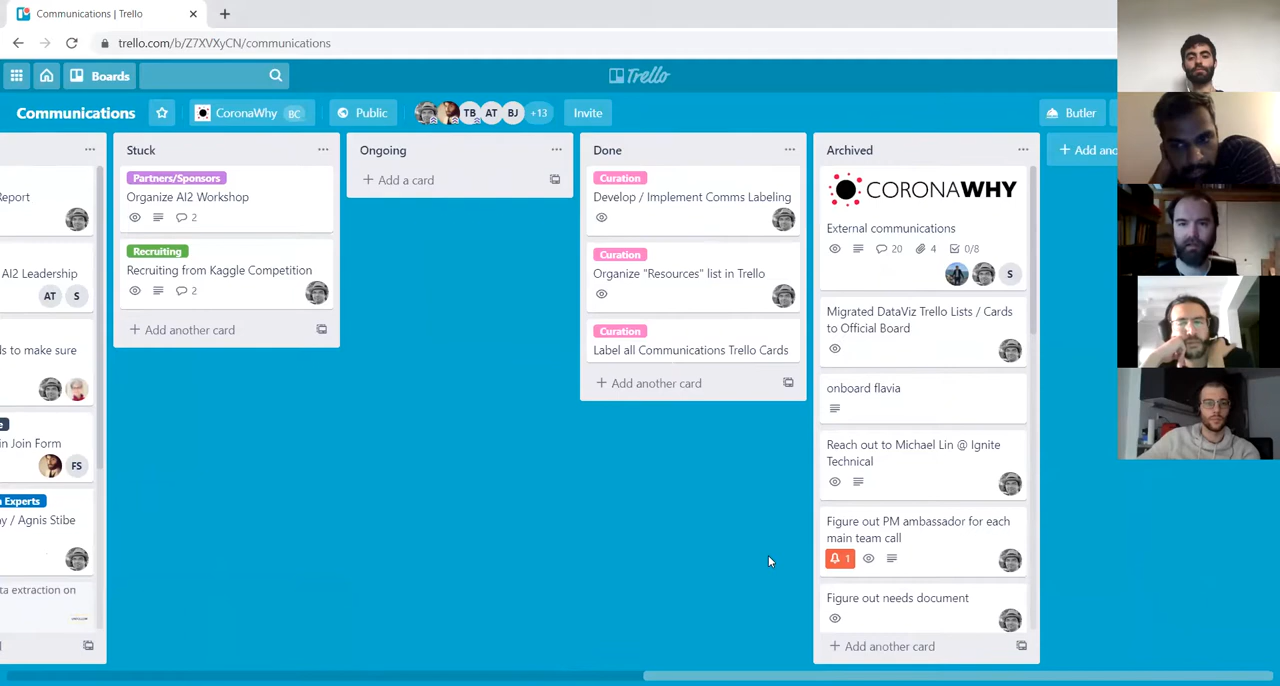 Communications | Trello
trello.com/b/Z7XVXyCN/communications
Boards
Trello
Communications
CoronaWhy BC
Public
TB AT BJ +13
Invite
Butler
Report
AI2 Leadership
AT S
ds to make sure
in Join Form
FS
Experts
y / Agnis Stibe
ta extraction on
Stuck
Partners/Sponsors
Organize AI2 Workshop
2
Recruiting
Recruiting from Kaggle Competition
2
+ Add another card
Ongoing
+ Add a card
Done
Curation
Develop / Implement Comms Labeling
Curation
Organize "Resources" list in Trello
Curation
Label all Communications Trello Cards
+ Add another card
Archived
CORONAWHY
External communications
20 4 0/8
S
Migrated DataViz Trello Lists / Cards
to Official Board
onboard flavia
Reach out to Michael Lin @ Ignite
Technical
Figure out PM ambassador for each
main team call
1
Figure out needs document
+ Add another card
+ Add ano